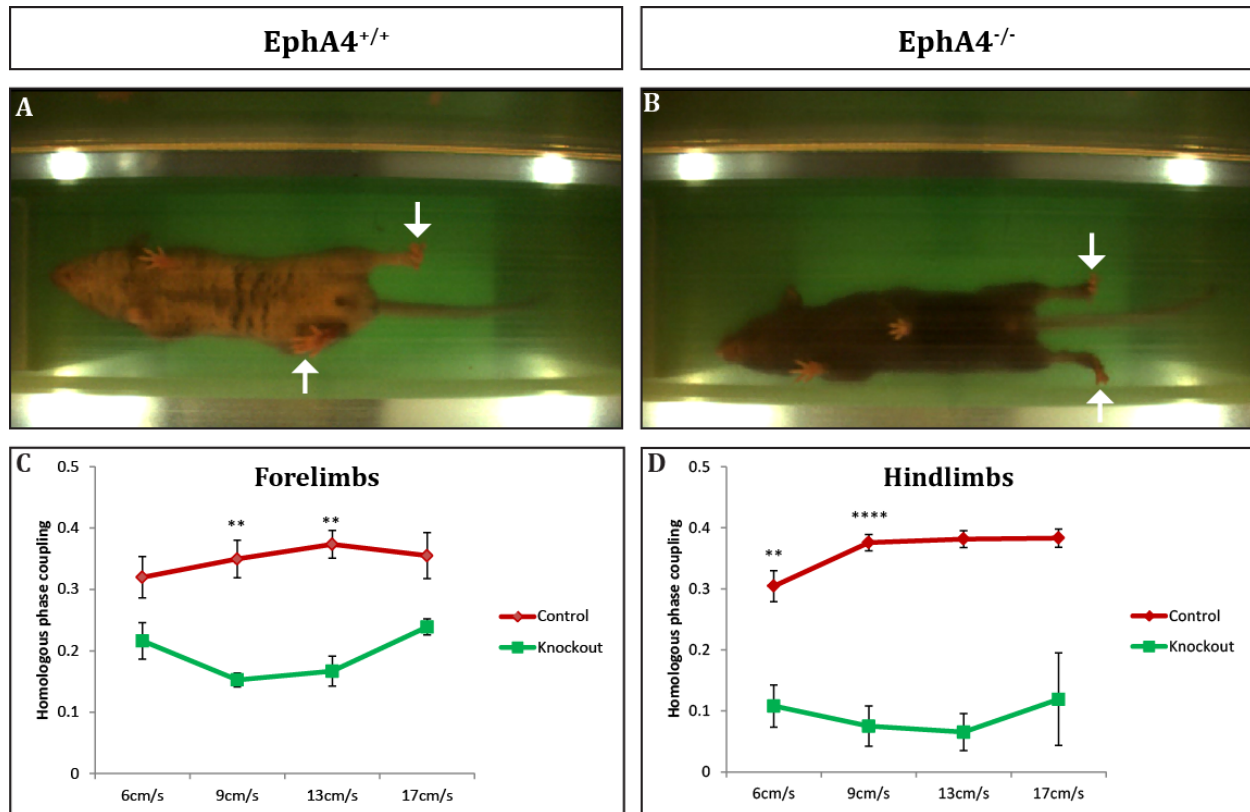 EphA4+/+
EphA4-/-
A
B
C
Forelimbs
0.5
0.4
0.3
0.2
0.1
0
Homologous phase coupling
**
**
Control
Knockout
6cm/s 9cm/s 13cm/s 17cm/s
D
Hindlimbs
0.5
0.4
0.3
0.2
0.1
0
Homologous phase coupling
**
****
Control
Knockout
6cm/s 9cm/s 13cm/s 17cm/s